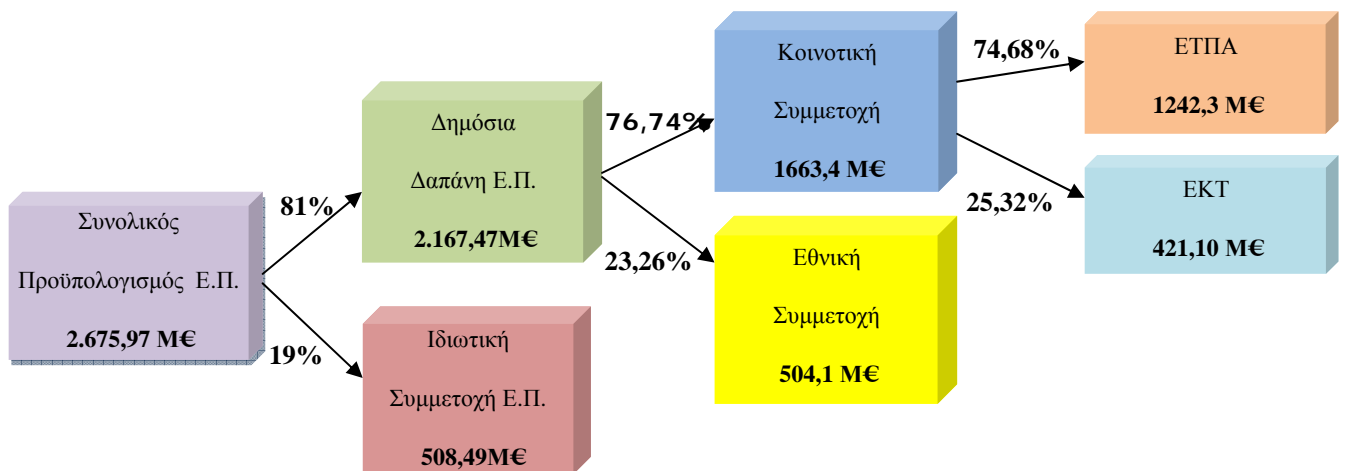 Συνολικός
Προϋπολογισμός Ε.Π.
2.675,97 Μ€
81%
19%
Δημόσια
Δαπάνη Ε.Π.
2.167,47Μ€
Ιδιωτική
Συμμετοχή Ε.Π.
508,49Μ€
76,74%
23,26%
Κοινοτική
Συμμετοχή
1663,4 Μ€
Εθνική
Συμμετοχή
504,1 Μ€
74,68%
25,32%
ΕΤΠΑ
1242,3 Μ€
ΕΚΤ
421,10 Μ€